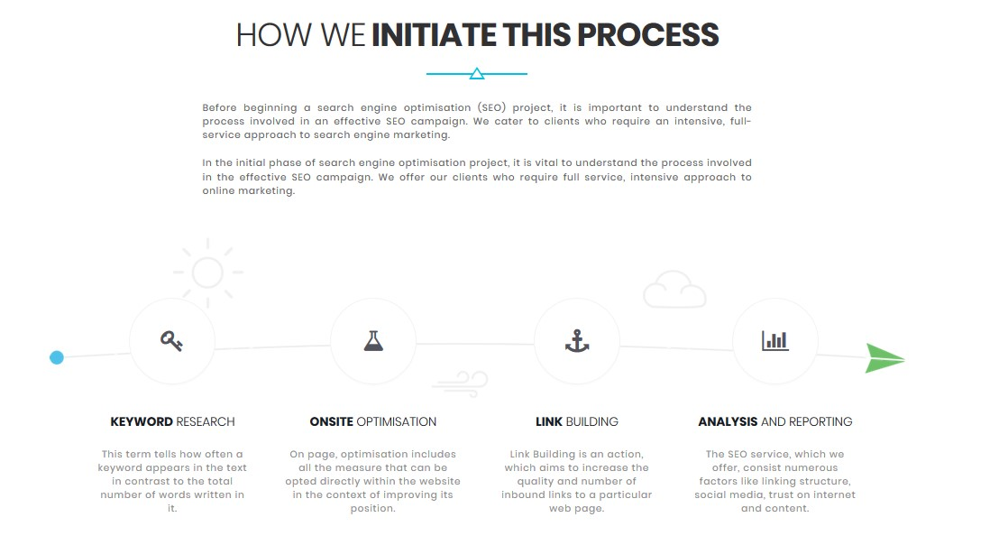 HOW WE INITIATE THIS PROCESS
Before beginning a search engine optimisation (SEO) project, it is important to understand the
process involved in an effective SEO campaign. We cater to clients who require an intensive, full-
service approach to search engine marketing.
In the initial phase of search engine optimisation project, it is vital to understand the process involved
in the effective SEO campaign. We offer our clients who require full service, intensive approach to
online marketing.
KEYWORD RESEARCH
This term tells how often a
keyword appears in the text
in contrast to the total
number of words written in
it.
ONSITE OPTIMISATION
On page, optimisation includes
all the measure that can be
opted directly within the website
in the context of improving its
position.
LINK BUILDING
Link Building is an action,
which aims to increase the
quality and number of
inbound links to a particular
web page.
ANALYSIS AND REPORTING
The SEO service, which we
offer, consist numerous
factors like linking structure,
social media, trust on internet
and content.